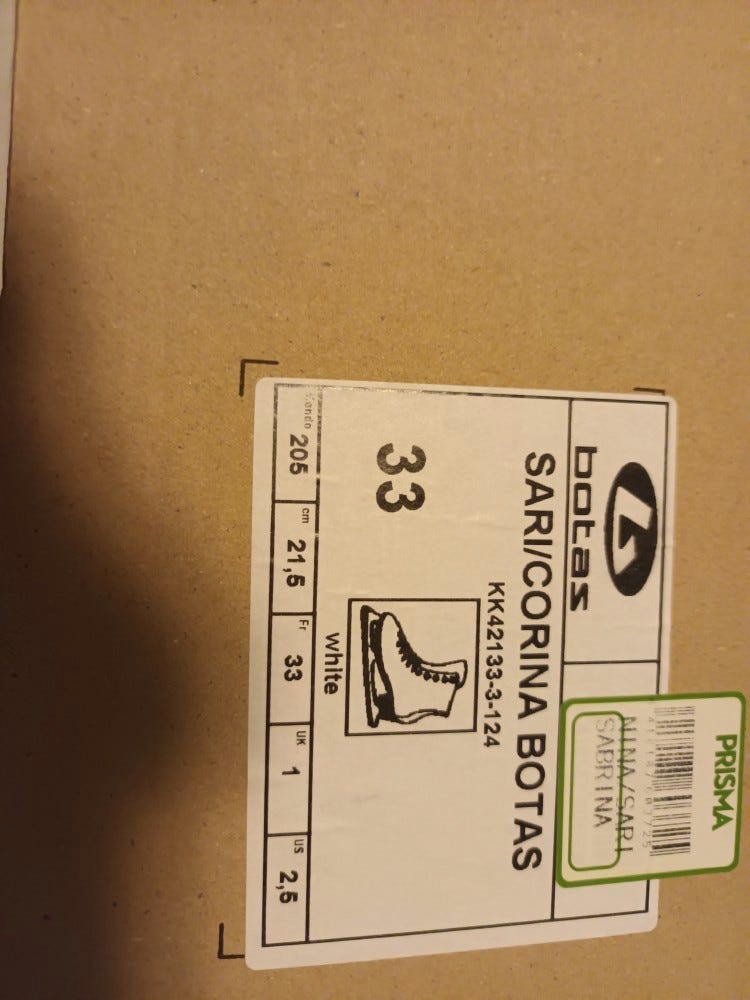 botas
SARI/CORINA BOTAS
KK42133-3-124
33
White
205 cm 21,5 Fr 33 UK 1 US 2,5
PRISMA
NINA/SARI
SABRINA